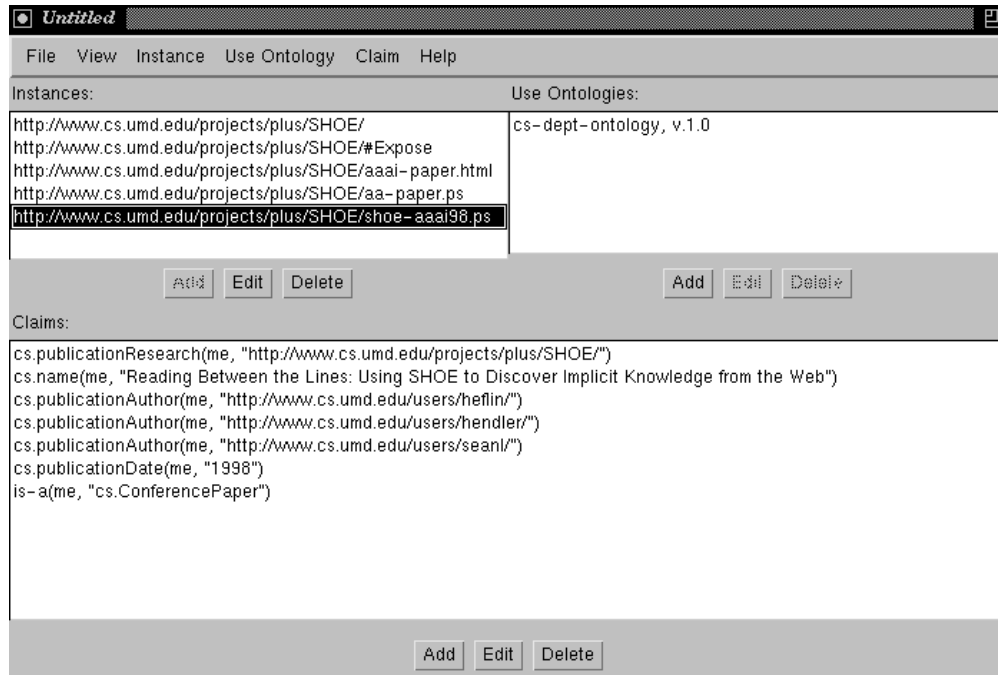 Untitled
File View Instance Use Ontology Claim Help
Instances:
Use Ontologies:
http://www.cs.umd.edu/projects/plus/SHOE/
http://www.cs.umd.edu/projects/plus/SHOE/#Expose
http://www.cs.umd.edu/projects/plus/SHOE/aaai-paper.html
http://www.cs.umd.edu/projects/plus/SHOE/aa-paper.ps
http://www.cs.umd.edu/projects/plus/SHOE/shoe-aaai98.ps
cs-dept-ontology, v.1.0
Add Edit Delete
Add Edit Delete
Claims:
cs.publicationResearch(me, "http://www.cs.umd.edu/projects/plus/SHOE/")
cs.name(me, "Reading Between the Lines: Using SHOE to Discover Implicit Knowledge from the Web")
cs.publicationAuthor(me, "http://www.cs.umd.edu/users/heflin/")
cs.publicationAuthor(me, "http://www.cs.umd.edu/users/hendler/")
cs.publicationAuthor(me, "http://www.cs.umd.edu/users/seanl/")
cs.publicationDate(me, "1998")
is-a(me, "cs.ConferencePaper")
Add Edit Delete